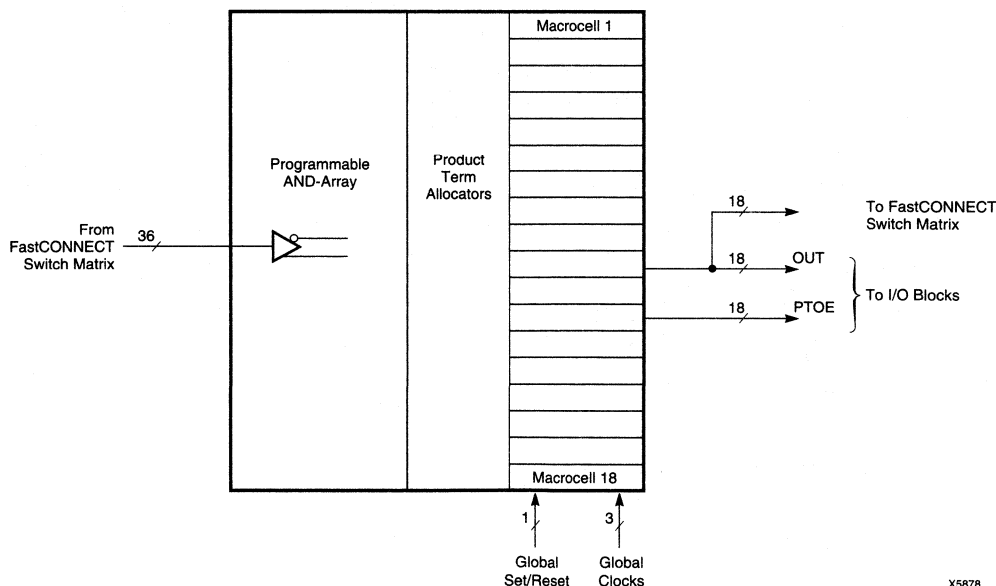 Macrocell 1
Programmable
AND-Array
Product
Term
Allocators
From
FastCONNECT
Switch Matrix
36
18
To FastCONNECT
Switch Matrix
18
OUT
18
PTOE
To I/O Blocks
Macrocell 18
1
3
Global
Set/Reset
Global
Clocks
X5878